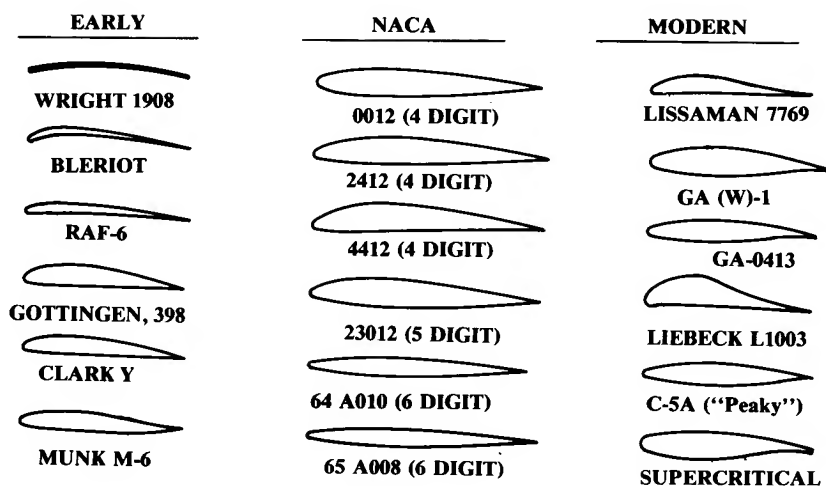 EARLY
WRIGHT 1908
BLERIOT
RAF-6
GOTTINGEN, 398
CLARK Y
MUNK M-6
NACA
0012 (4 DIGIT)
2412 (4 DIGIT)
4412 (4 DIGIT)
23012 (5 DIGIT)
64 A010 (6 DIGIT)
65 A008 (6 DIGIT)
MODERN
LISSAMAN 7769
GA (W)-1
GA-0413
LIEBECK L1003
C-5A (“Peaky”)
SUPERCRITICAL